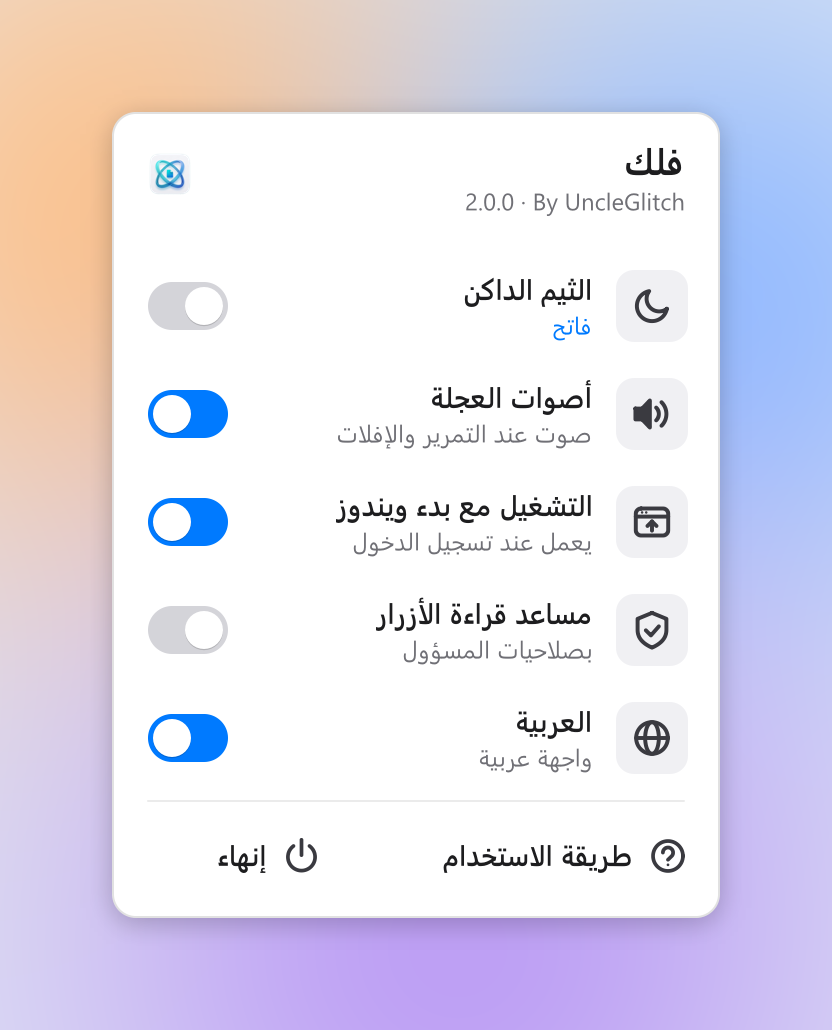 فلك
2.0.0 · By UncleGlitch
الثيم الداكن
فاتح
أصوات العجلة
صوت عند التمرير والإفلات
التشغيل مع بدء ويندوز
يعمل عند تسجيل الدخول
مساعد قراءة الأزرار
بصلاحيات المسؤول
العربية
واجهة عربية
طريقة الاستخدام
إنهاء